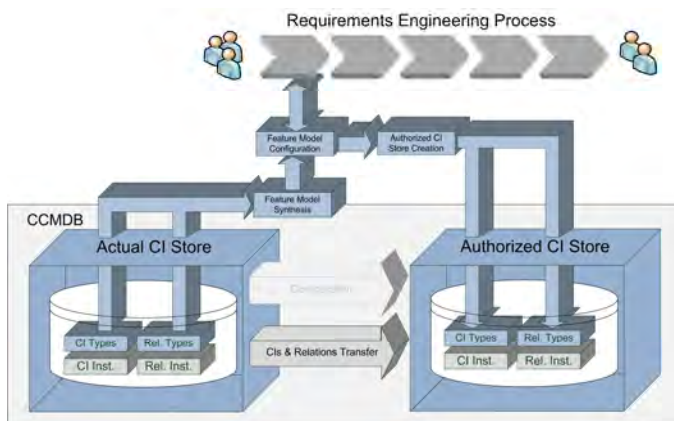 Requirements Engineering Process
Feature Model
Configuration
Authorized CI
Store Creation
Feature Model
Synthesis
CCMDB
Actual CI Store
Authorized CI Store
CIs & Relations Transfer
CI Types
Rel. Types
CI Inst.
Rel. Inst.
CI Types
Rel. Types
CI Inst.
Rel. Inst.